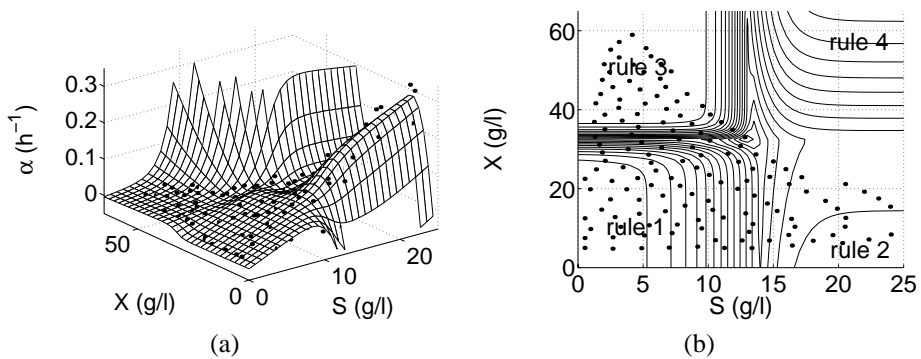 0.3
0.2
0.1
0
α (h⁻¹)
50
0
X (g/l)
0
10
20
S (g/l)
(a)
60
40
20
0
X (g/l)
rule 3
rule 4
rule 1
rule 2
0 5 10 15 20 25
S (g/l)
(b)